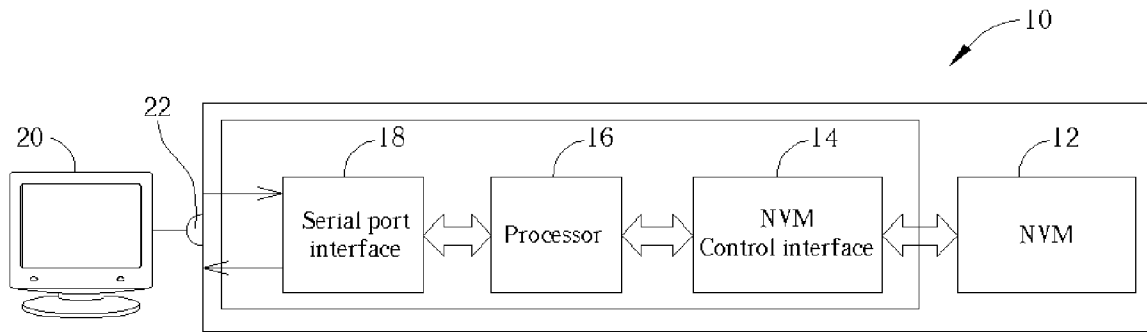 10
20
22
18
16
14
12
Serial port
interface
Processor
NVM
Control interface
NVM